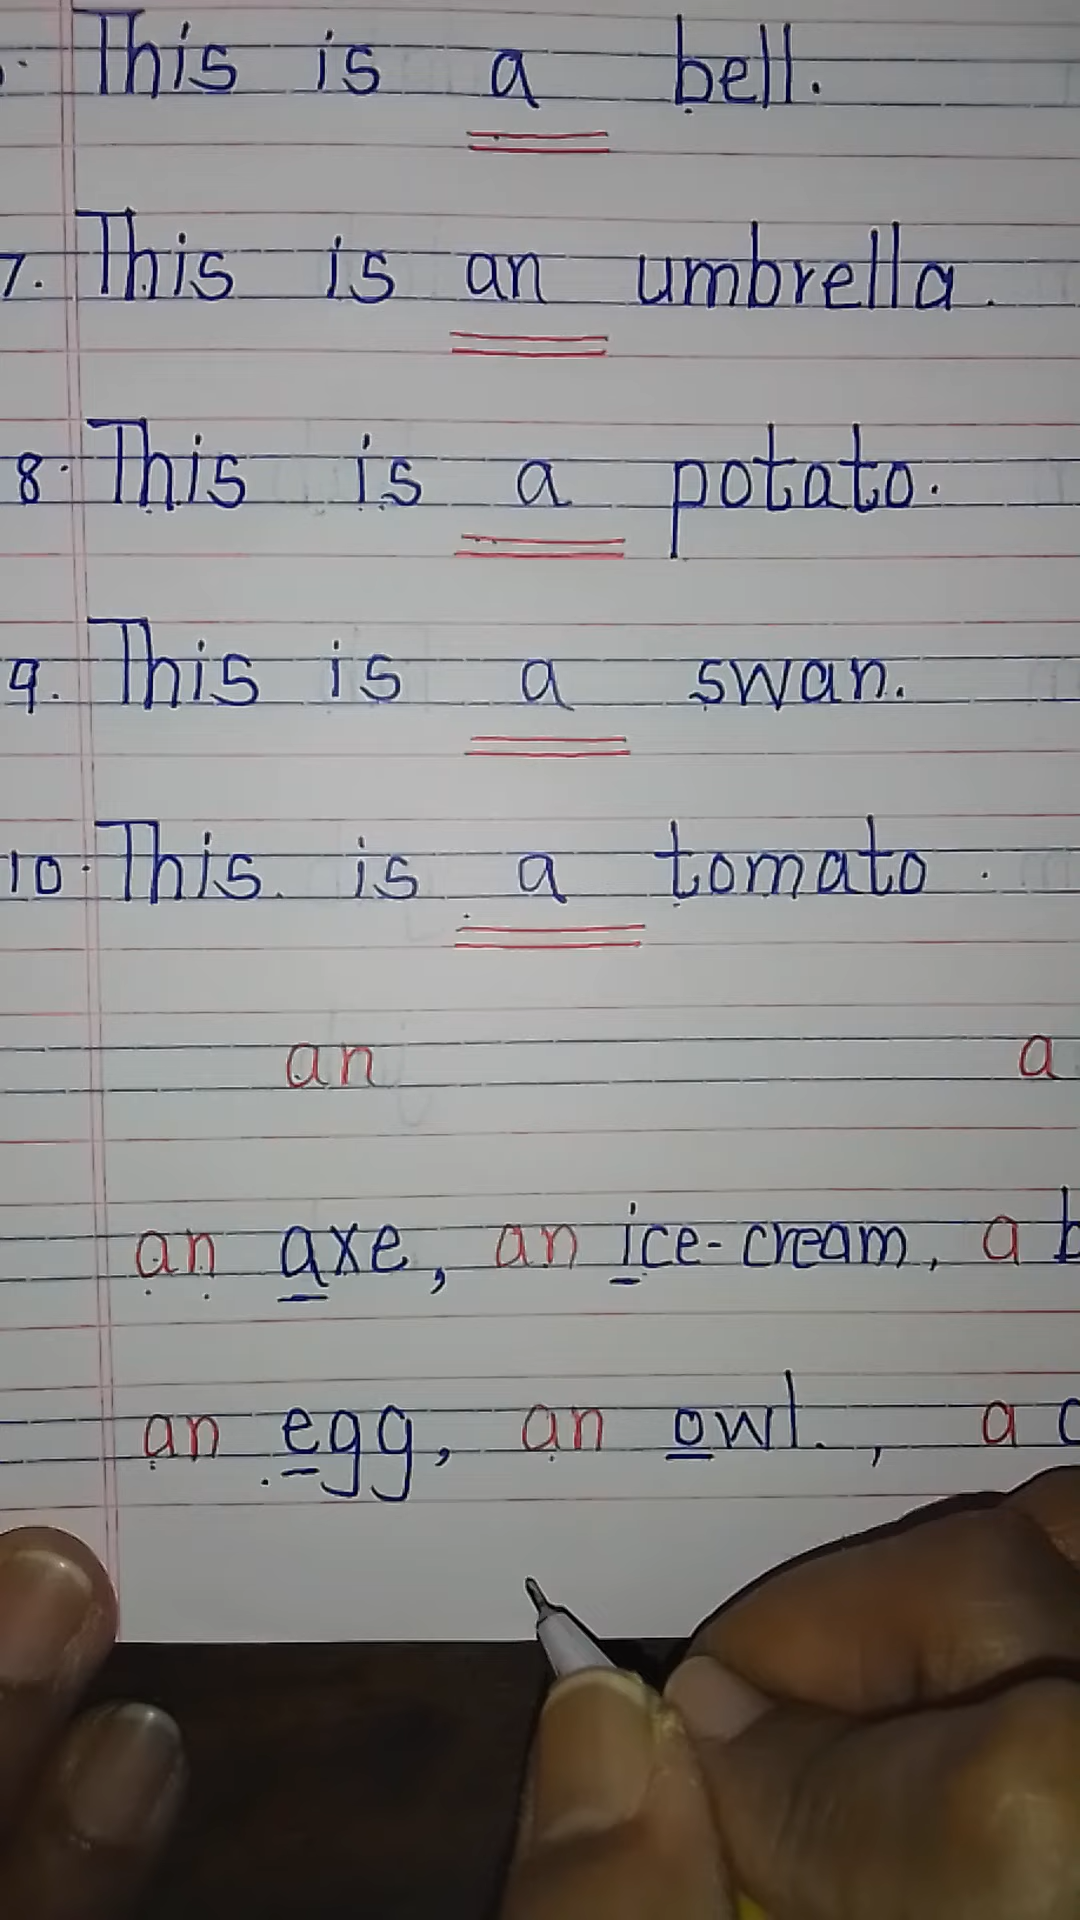 This is a bell.
7. This is an umbrella.
8. This is a potato.
9. This is a swan.
10. This is a tomato.
an a
an axe, an ice-cream, a
an egg, an owl, a